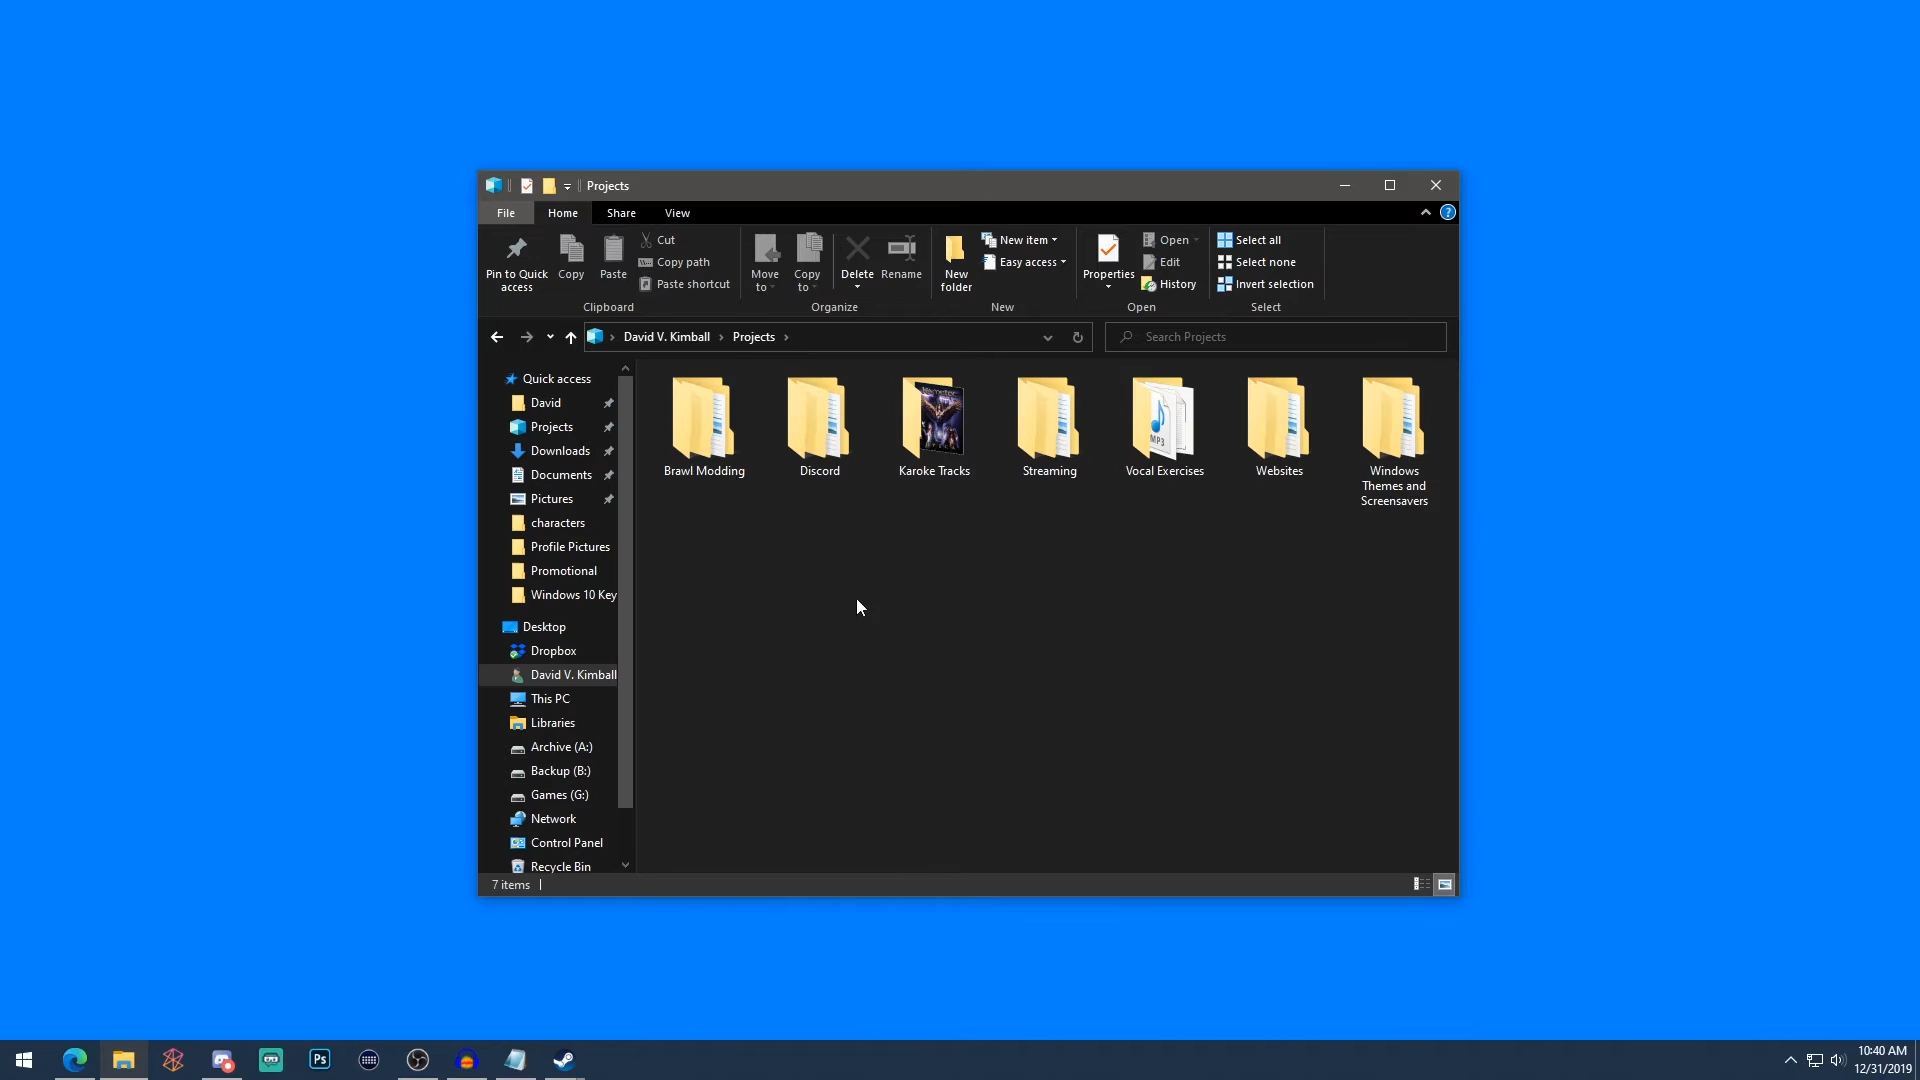 Projects
File Home Share View
Pin to Quick access
Copy
Paste
Cut
Copy path
Paste shortcut
Clipboard
Move to
Copy to
Delete
Rename
Organize
New folder
New item
Easy access
New
Properties
Open
Edit
History
Open
Select all
Select none
Invert selection
Select
David V. Kimball Projects
Search Projects
Quick access
David
Projects
Downloads
Documents
Pictures
characters
Profile Pictures
Promotional
Windows 10 Key
Desktop
Dropbox
David V. Kimball
This PC
Libraries
Archive (A:)
Backup (B:)
Games (G:)
Network
Control Panel
Recycle Bin
Brawl Modding
Discord
Karoke Tracks
Streaming
MP3
Vocal Exercises
Websites
Windows
Themes and
Screensavers
7 items
Ps
10:40 AM
12/31/2019